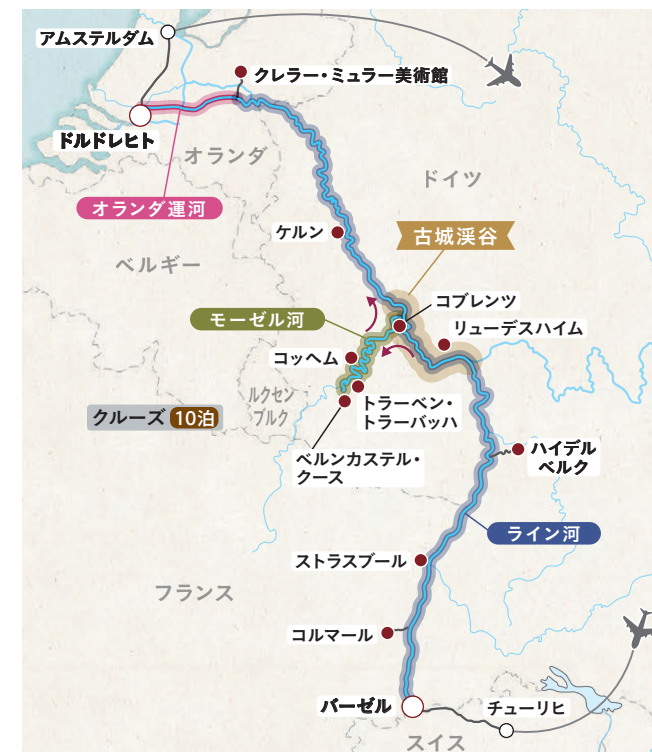 アムステルダム
クレラー・ミュラー美術館
ドルドレヒト
オランダ
ドイツ
オランダ運河
ケルン
古城渓谷
ベルギー
コブレンツ
モーゼル河
リューデスハイム
コッヘム
ルクセン
ブルク
トラーベン・
トラーバッハ
クルーズ 10泊
ベルンカステル・
クース
ハイデル
ベルク
ライン河
ストラスブール
フランス
コルマール
バーゼル
チューリヒ
スイス